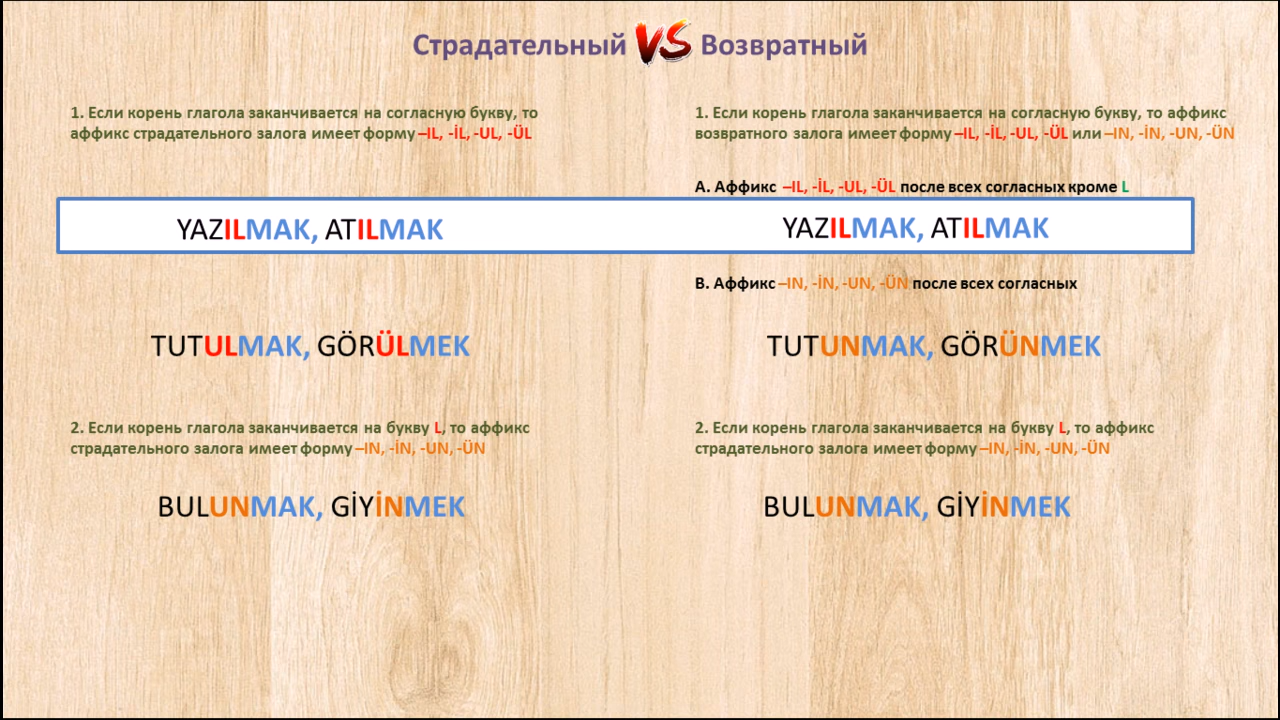 Страдательный VS Возвратный
1. Если корень глагола заканчивается на согласную букву, то
аффикс страдательного залога имеет форму –IL, -İL, -UL, -ÜL
YAZILMAK, ATILMAK
TUTULMAK, GÖRÜLMEK
2. Если корень глагола заканчивается на букву L, то аффикс
страдательного залога имеет форму –IN, -İN, -UN, -ÜN
BULUNMAK, GİYİNMEK
1. Если корень глагола заканчивается на согласную букву, то аффикс
возвратного залога имеет форму –IL, -İL, -UL, -ÜL или –IN, -İN, -UN, -ÜN
A. Аффикс –IL, -İL, -UL, -ÜL после всех согласных кроме L
YAZILMAK, ATILMAK
B. Аффикс –IN, -İN, -UN, -ÜN после всех согласных
TUTUNMAK, GÖRÜNMEK
2. Если корень глагола заканчивается на букву L, то аффикс
страдательного залога имеет форму –IN, -İN, -UN, -ÜN
BULUNMAK, GİYİNMEK